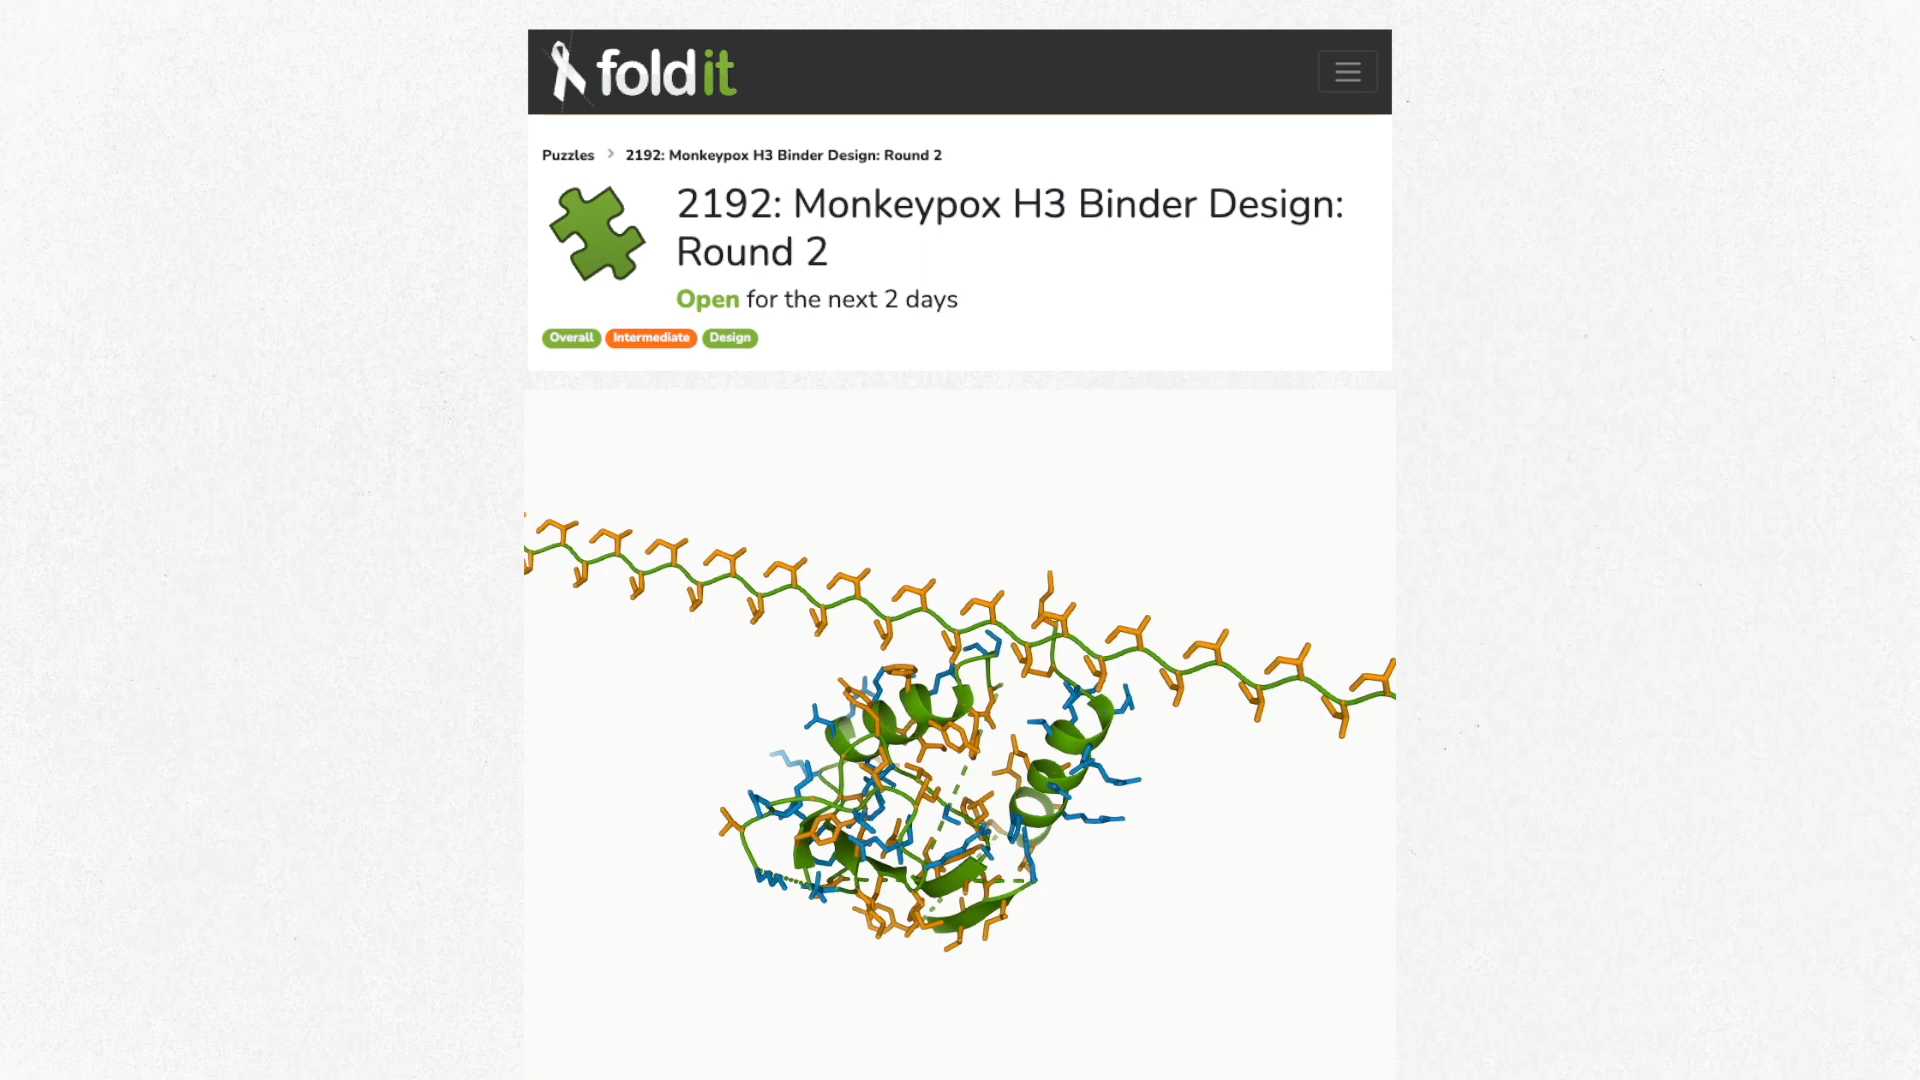 foldit
Puzzles > 2192: Monkeypox H3 Binder Design: Round 2
2192: Monkeypox H3 Binder Design:
Round 2
Open for the next 2 days
Overall Intermediate Design